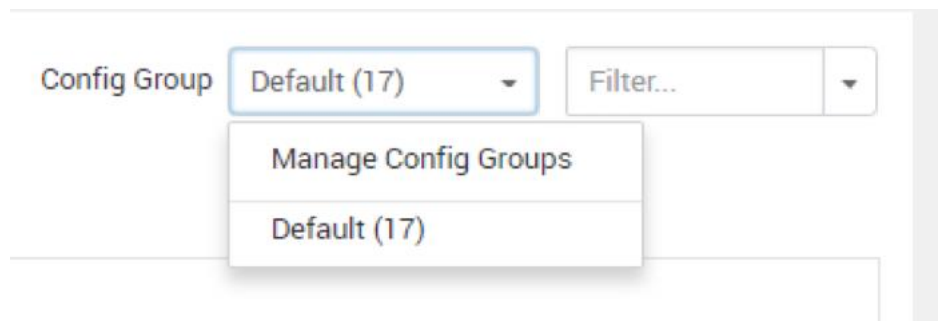 Config Group Default (17) Filter...
Manage Config Groups
Default (17)